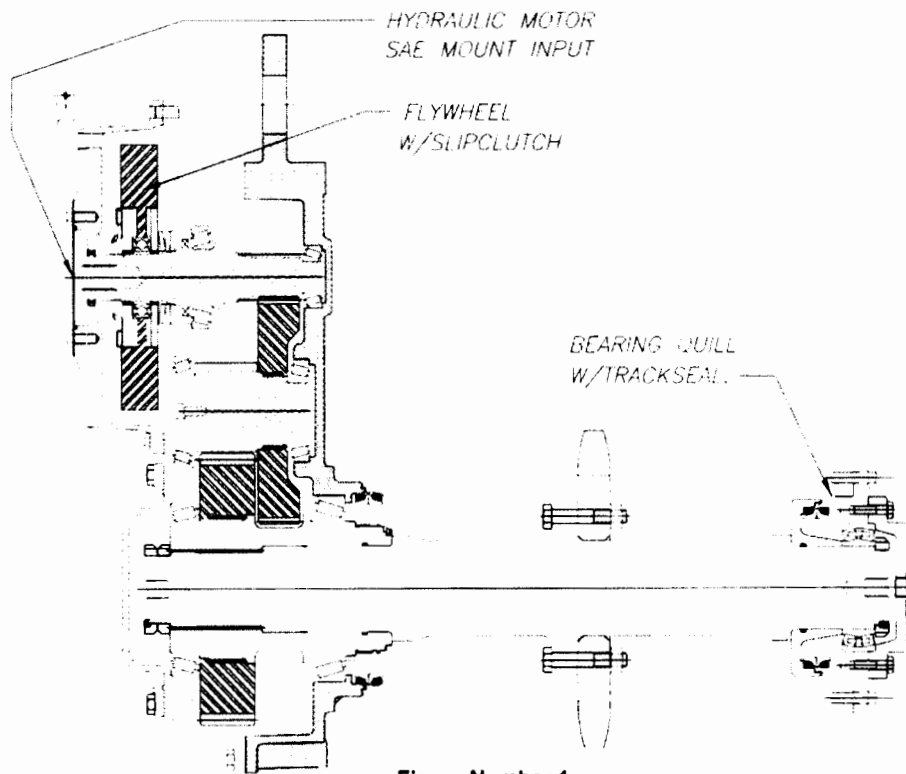 HYDRAULIC MOTOR
SAE MOUNT INPUT
FLYWHEEL
W/SLIPCLUTCH
BEARING QUILL
W/TRACKSEAL.